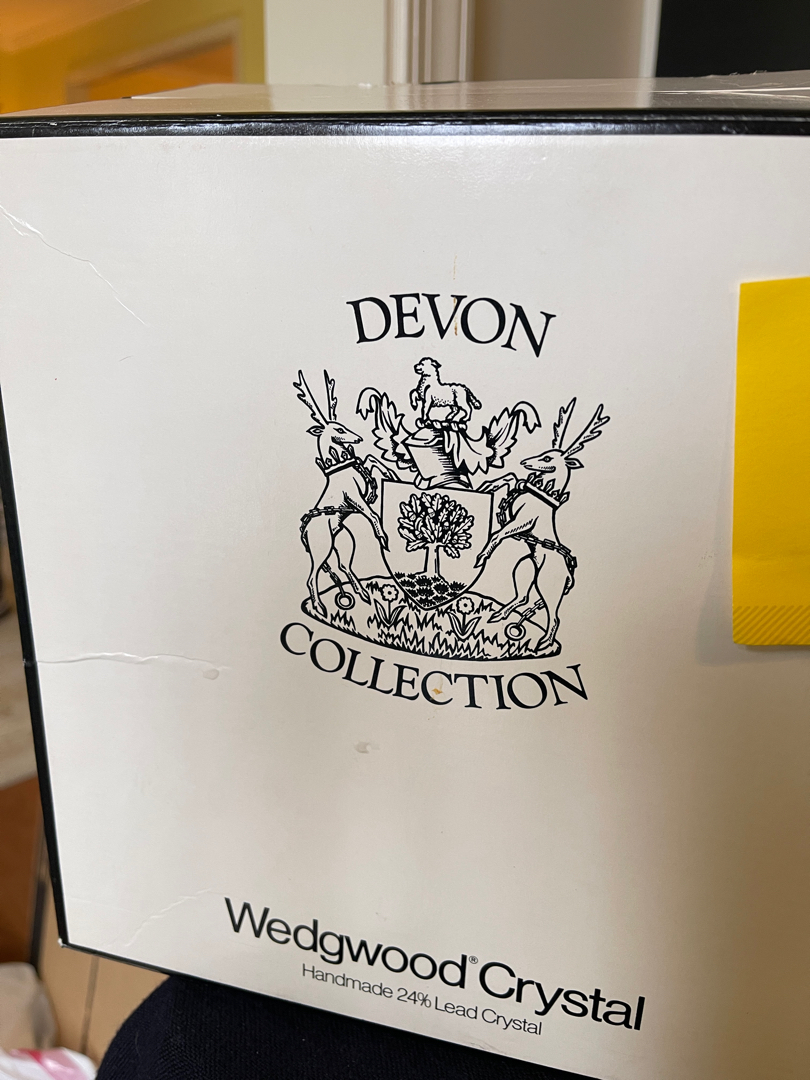 DEVON
COLLECTION
Wedgwood® Crystal
Handmade 24% Lead Crystal